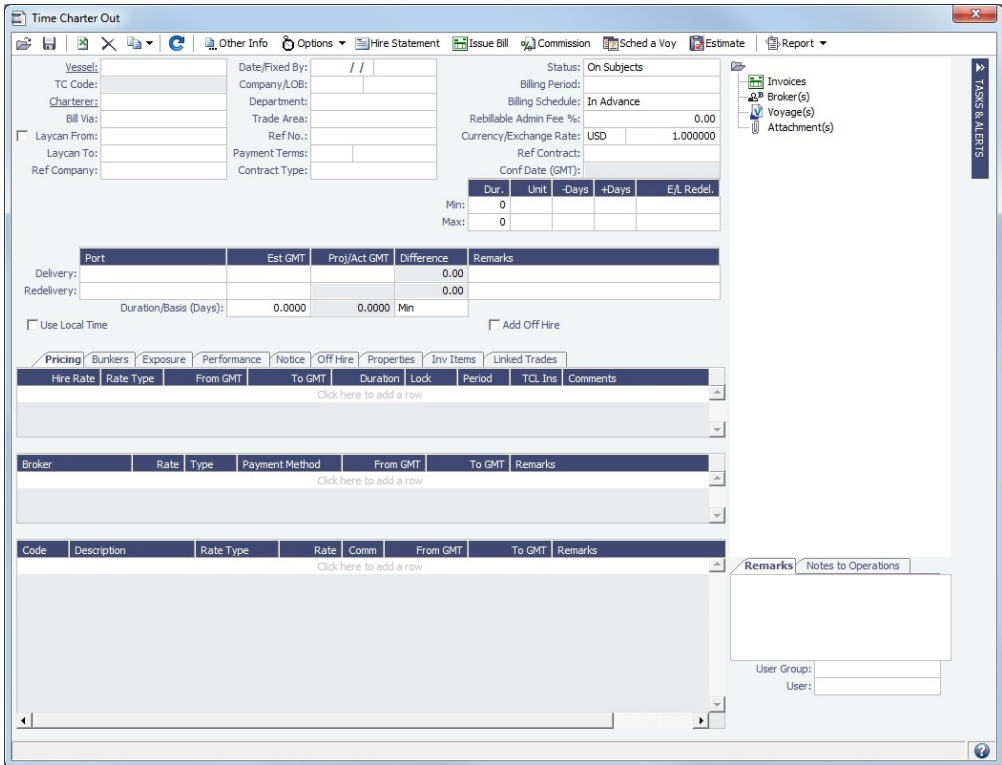 Time Charter Out
Other Info Options Hire Statement Issue Bill Commission Sched a Voy Estimate Report
Vessel: Date/Fixed By: / / Status: On Subjects
TC Code: Company/LOB: Billing Period:
Charterer: Department: Billing Schedule: In Advance
Bill Via: Trade Area: Rebillable Admin Fee %: 0.00
Laycan From: Ref No.: Currency/Exchange Rate: USD 1.000000
Laycan To: Payment Terms: Ref Contract:
Ref Company: Contract Type: Conf Date (GMT):
Dur. Unit -Days +Days E/L Redel.
Min: 0
Max: 0
Port Est GMT Proj/Act GMT Difference Remarks
Delivery: 0.00
Redelivery: 0.00
Duration/Basis (Days): 0.0000 0.0000 Min
Use Local Time Add Off Hire
Pricing Bunkers Exposure Performance Notice Off Hire Properties Inv Items Linked Trades
Hire Rate Rate Type From GMT To GMT Duration Lock Period TCL Ins Comments
Click here to add a row
Broker Rate Type Payment Method From GMT To GMT Remarks
Click here to add a row
Code Description Rate Type Rate Comm From GMT To GMT Remarks
Click here to add a row
Invoices
Broker(s)
Voyage(s)
Attachment(s)
TASKS & ALERTS
Remarks Notes to Operations
User Group:
User: